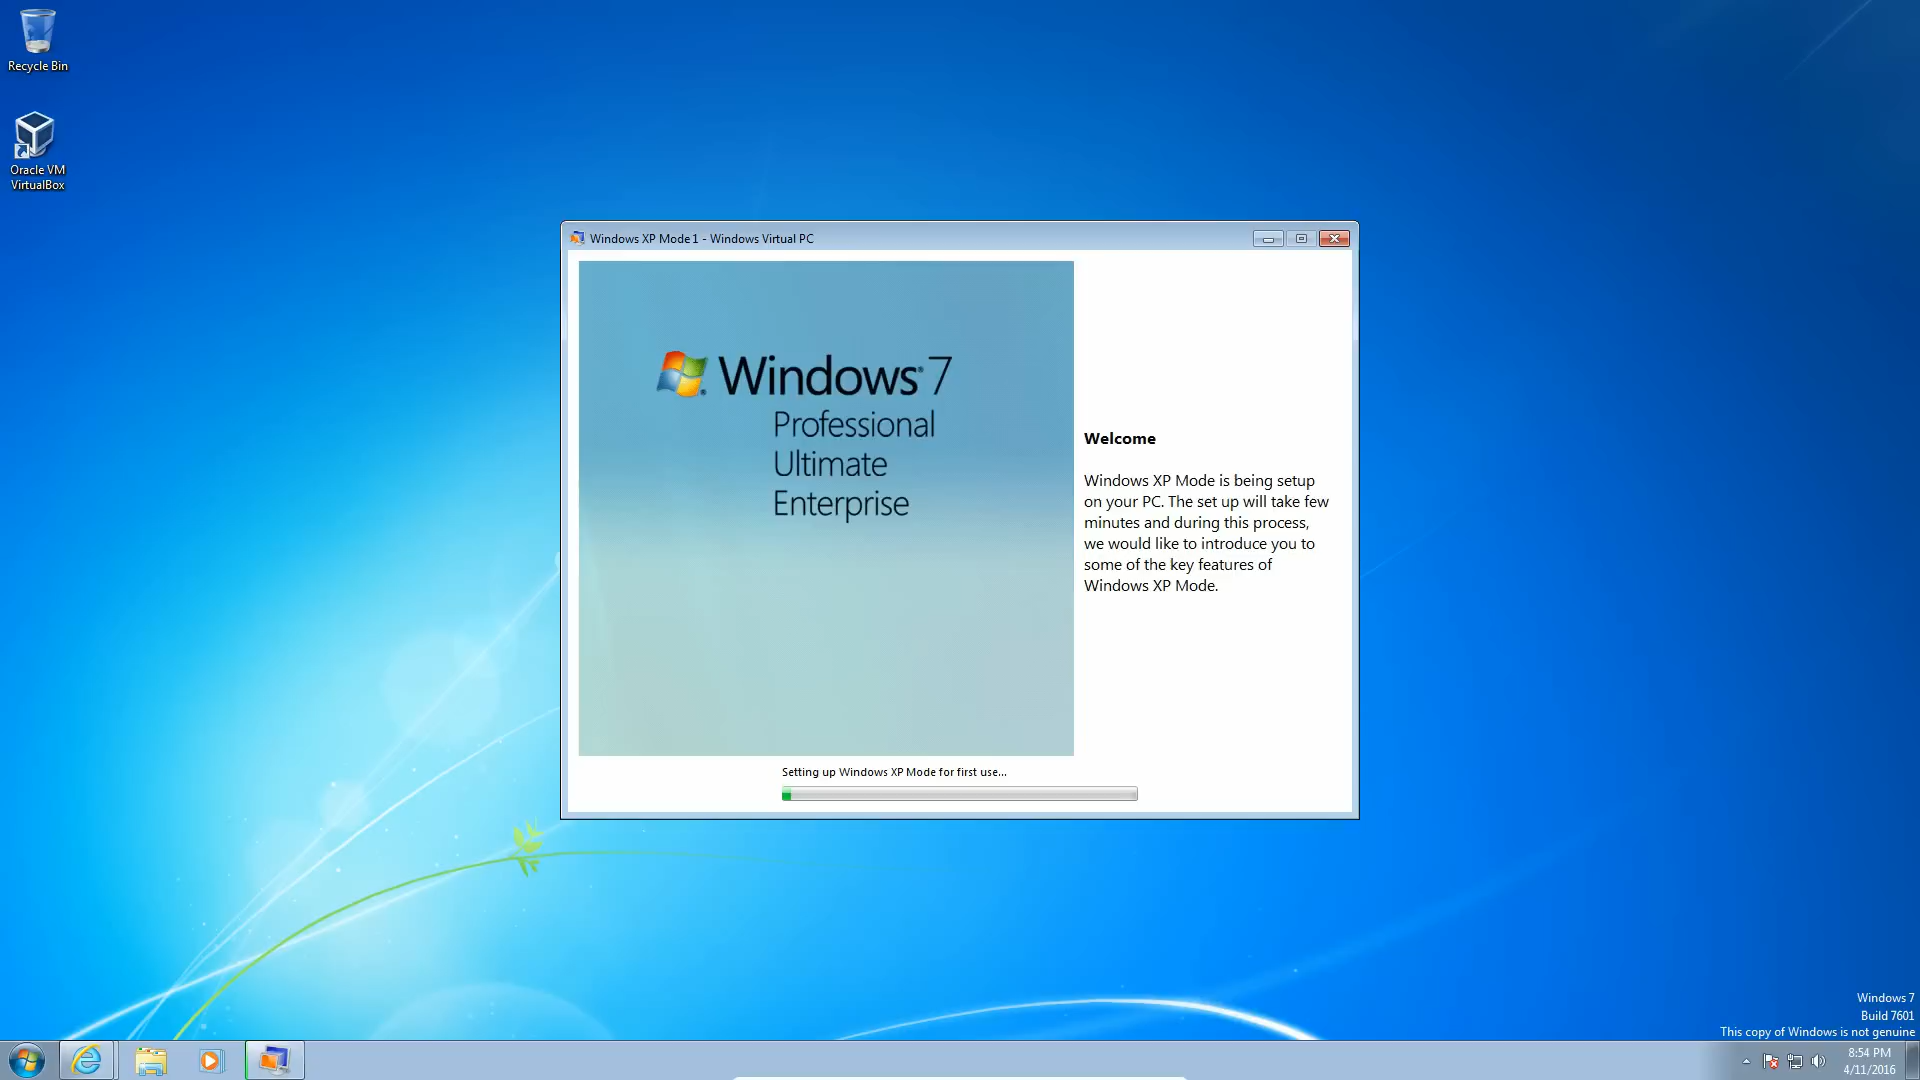 Recycle Bin
Oracle VM
VirtualBox
Windows XP Mode 1 - Windows Virtual PC
Windows® 7
Professional
Ultimate
Enterprise
Welcome
Windows XP Mode is being setup
on your PC. The set up will take few
minutes and during this process,
we would like to introduce you to
some of the key features of
Windows XP Mode.
Setting up Windows XP Mode for first use...
Windows 7
Build 7601
This copy of Windows is not genuine
8:54 PM
4/11/2016